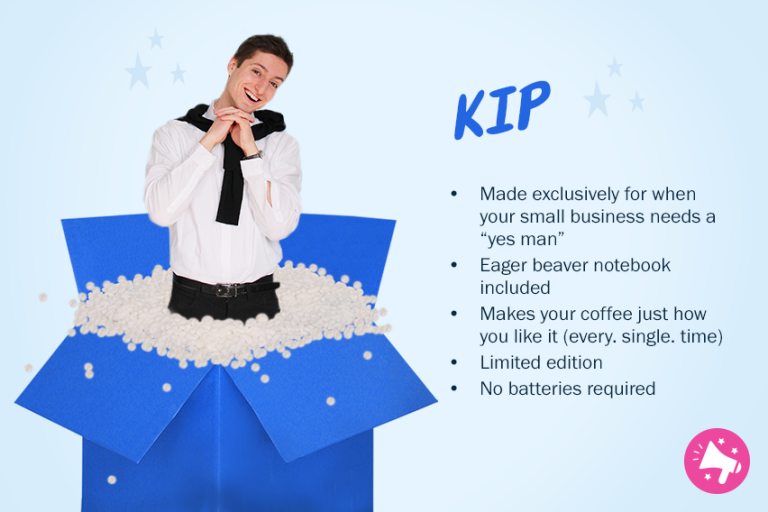 KIP
• Made exclusively for when
your small business needs a
“yes man”
• Eager beaver notebook
included
• Makes your coffee just how
you like it (every. single. time)
• Limited edition
• No batteries required